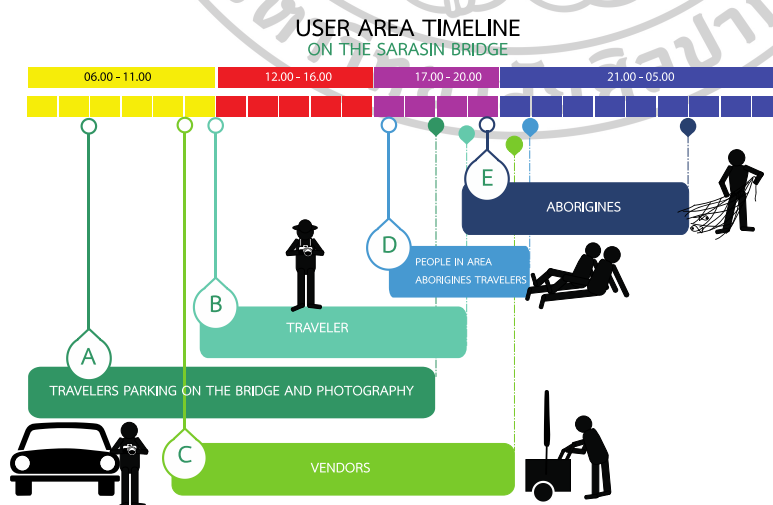 USER AREA TIMELINE
ON THE SARASIN BRIDGE
06.00 - 11.00
12.00 - 16.00
17.00 - 20.00
21.00 - 05.00
E
ABORIGINES
D
PEOPLE IN AREA
ABORIGINES TRAVELERS
B
TRAVELER
A
TRAVELERS PARKING ON THE BRIDGE AND PHOTOGRAPHY
C
VENDORS